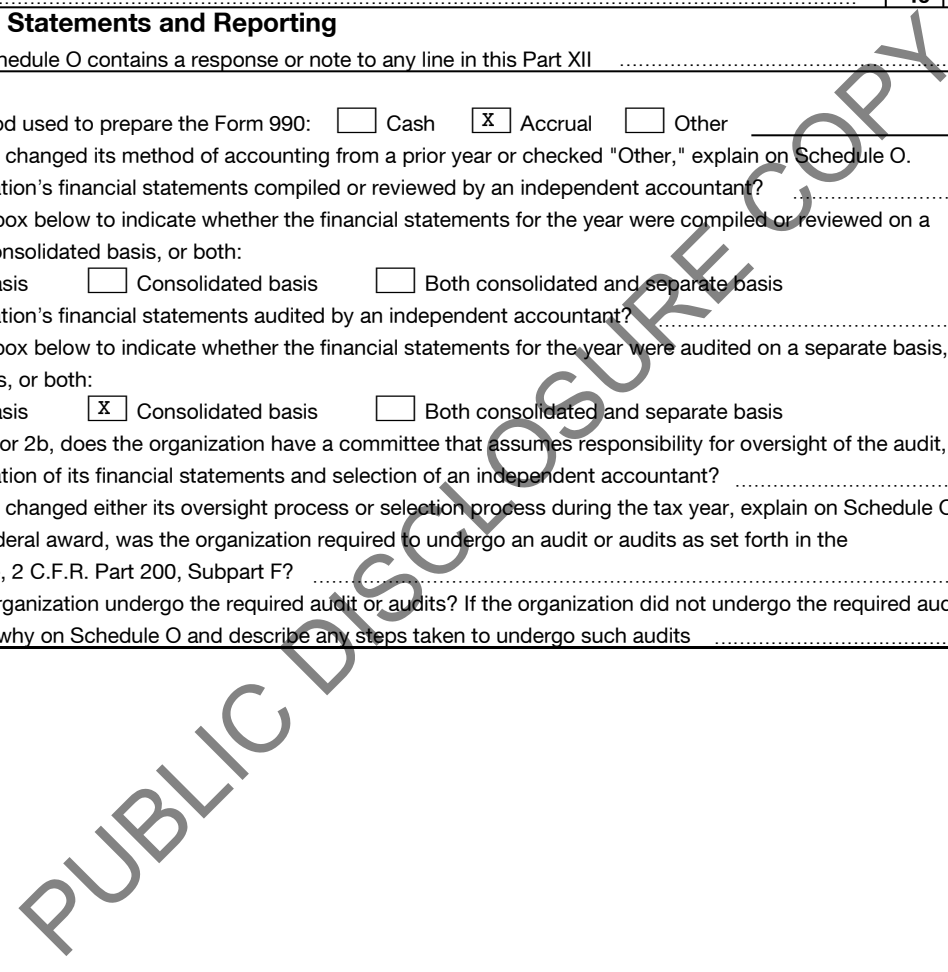 Statements and Reporting
hedule O contains a response or note to any line in this Part XII
od used to prepare the Form 990: Cash X Accrual Other
changed its method of accounting from a prior year or checked "Other," explain on Schedule O.
ation's financial statements compiled or reviewed by an independent accountant?
box below to indicate whether the financial statements for the year were compiled or reviewed on a
onsolidated basis, or both:
asis Consolidated basis Both consolidated and separate basis
ation's financial statements audited by an independent accountant?
box below to indicate whether the financial statements for the year were audited on a separate basis,
s, or both:
asis X Consolidated basis Both consolidated and separate basis
or 2b, does the organization have a committee that assumes responsibility for oversight of the audit,
ation of its financial statements and selection of an independent accountant?
changed either its oversight process or selection process during the tax year, explain on Schedule O
deral award, was the organization required to undergo an audit or audits as set forth in the
, 2 C.F.R. Part 200, Subpart F?
rganization undergo the required audit or audits? If the organization did not undergo the required aud
why on Schedule O and describe any steps taken to undergo such audits
PUBLIC DISCLOSURE COPY